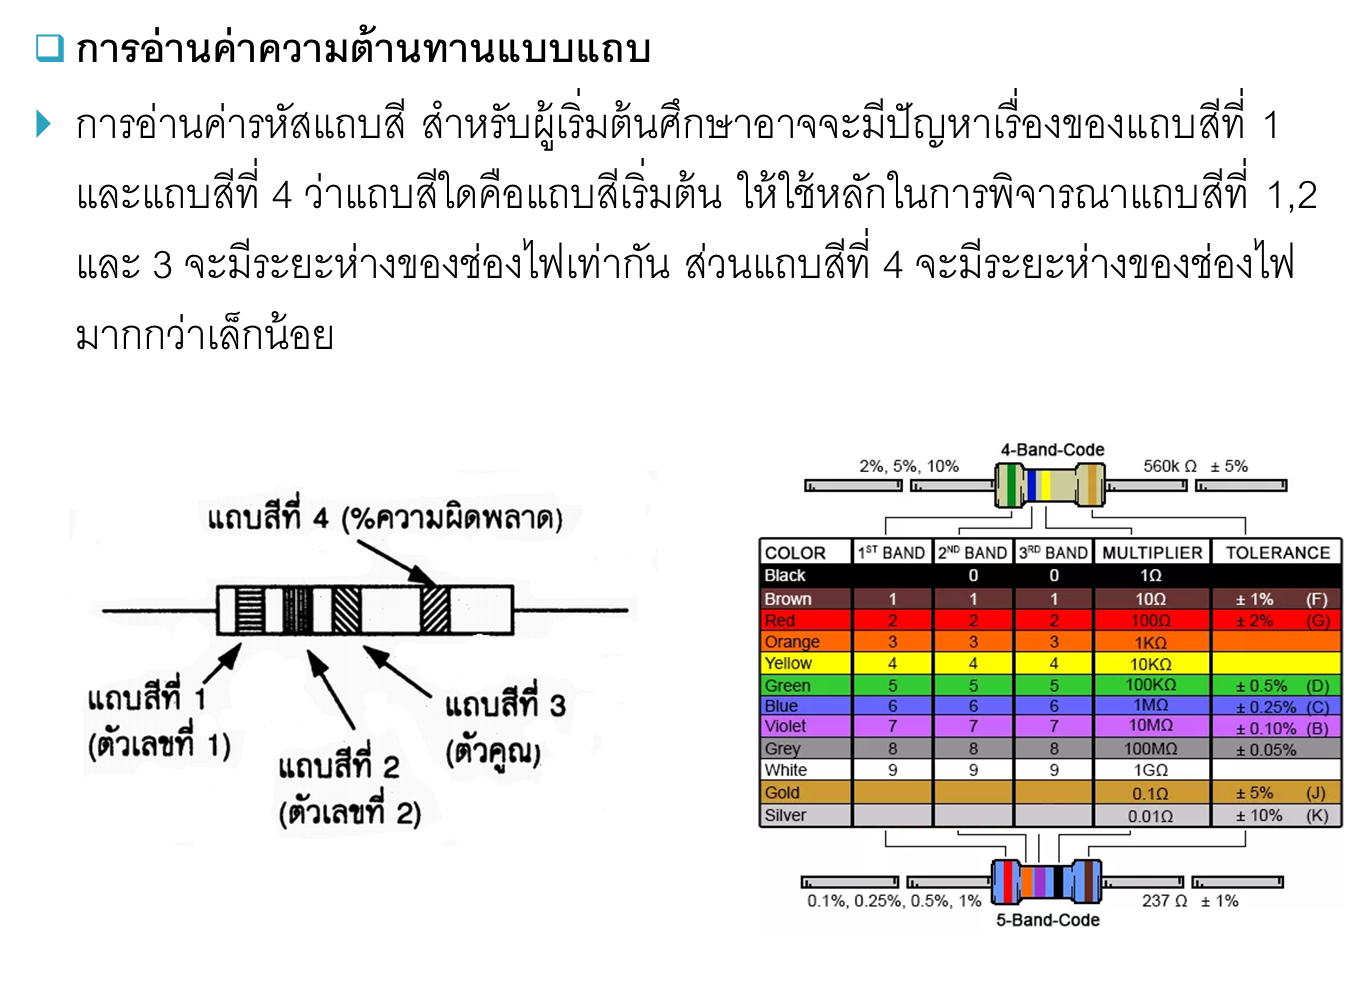 การอ่านค่าความต้านทานแบบแถบ
การอ่านค่ารหัสแถบสี สำหรับผู้เริ่มต้นศึกษาอาจจะมีปัญหาเรื่องของแถบสีที่ 1
และแถบสีที่ 4 ว่าแถบสีใดคือแถบสีเริ่มต้น ให้ใช้หลักในการพิจารณาแถบสีที่ 1,2
และ 3 จะมีระยะห่างของช่องไฟเท่ากัน ส่วนแถบสีที่ 4 จะมีระยะห่างของช่องไฟ
มากกว่าเล็กน้อย
แถบสีที่ 4 (%ความผิดพลาด)
แถบสีที่ 1
(ตัวเลขที่ 1)
แถบสีที่ 2
(ตัวเลขที่ 2)
แถบสีที่ 3
(ตัวคูณ)
4-Band-Code
2%, 5%, 10%
560k Ω ± 5%
COLOR 1ST BAND 2ND BAND 3RD BAND MULTIPLIER TOLERANCE
Black 0 0 1Ω
Brown 1 1 1 10Ω ± 1% (F)
Red 2 2 2 100Ω ± 2% (G)
Orange 3 3 3 1KΩ
Yellow 4 4 4 10KΩ
Green 5 5 5 100KΩ ± 0.5% (D)
Blue 6 6 6 1MΩ ± 0.25% (C)
Violet 7 7 7 10MΩ ± 0.10% (B)
Grey 8 8 8 100MΩ ± 0.05%
White 9 9 9 1GΩ
Gold 0.1Ω ± 5% (J)
Silver 0.01Ω ± 10% (K)
0.1%, 0.25%, 0.5%, 1%
237 Ω ± 1%
5-Band-Code